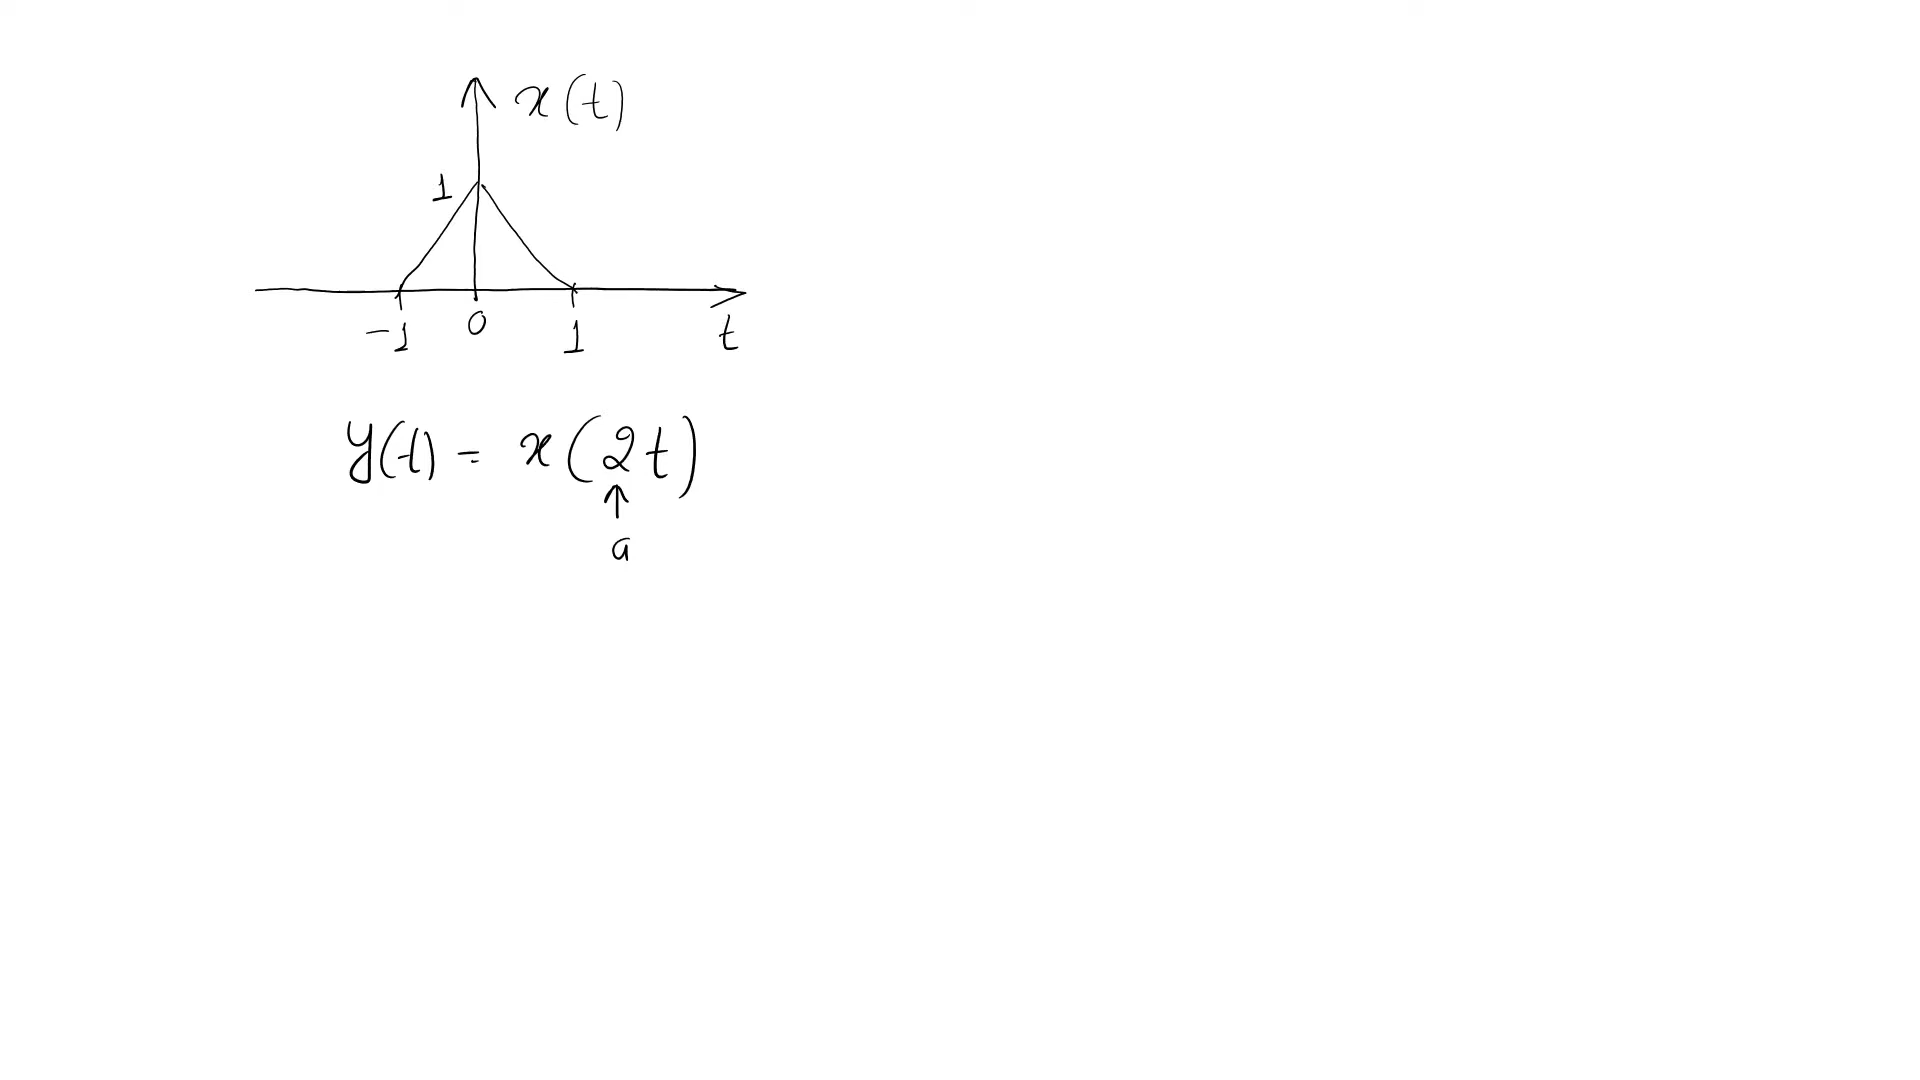 x(t)
1
-1 0 1 t
y(t) = x(2t)
↑
a